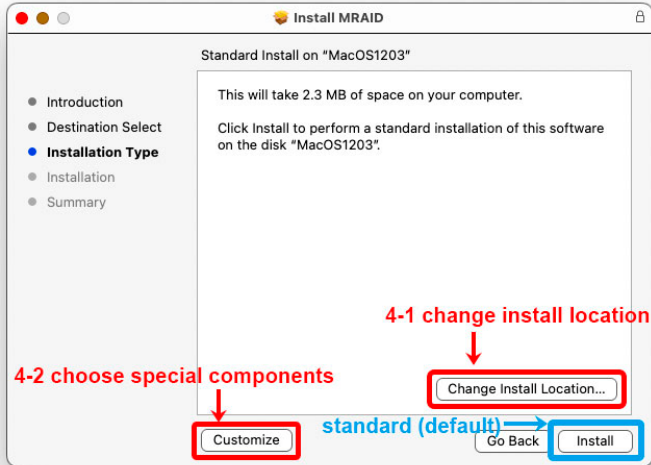 Install MRAID
Standard Install on “MacOS1203”
Introduction
Destination Select
Installation Type
Installation
Summary
This will take 2.3 MB of space on your computer.
Click Install to perform a standard installation of this software
on the disk “MacOS1203”.
4-1 change install location
Change Install Location...
4-2 choose special components
Customize
standard (default)
Go Back
Install